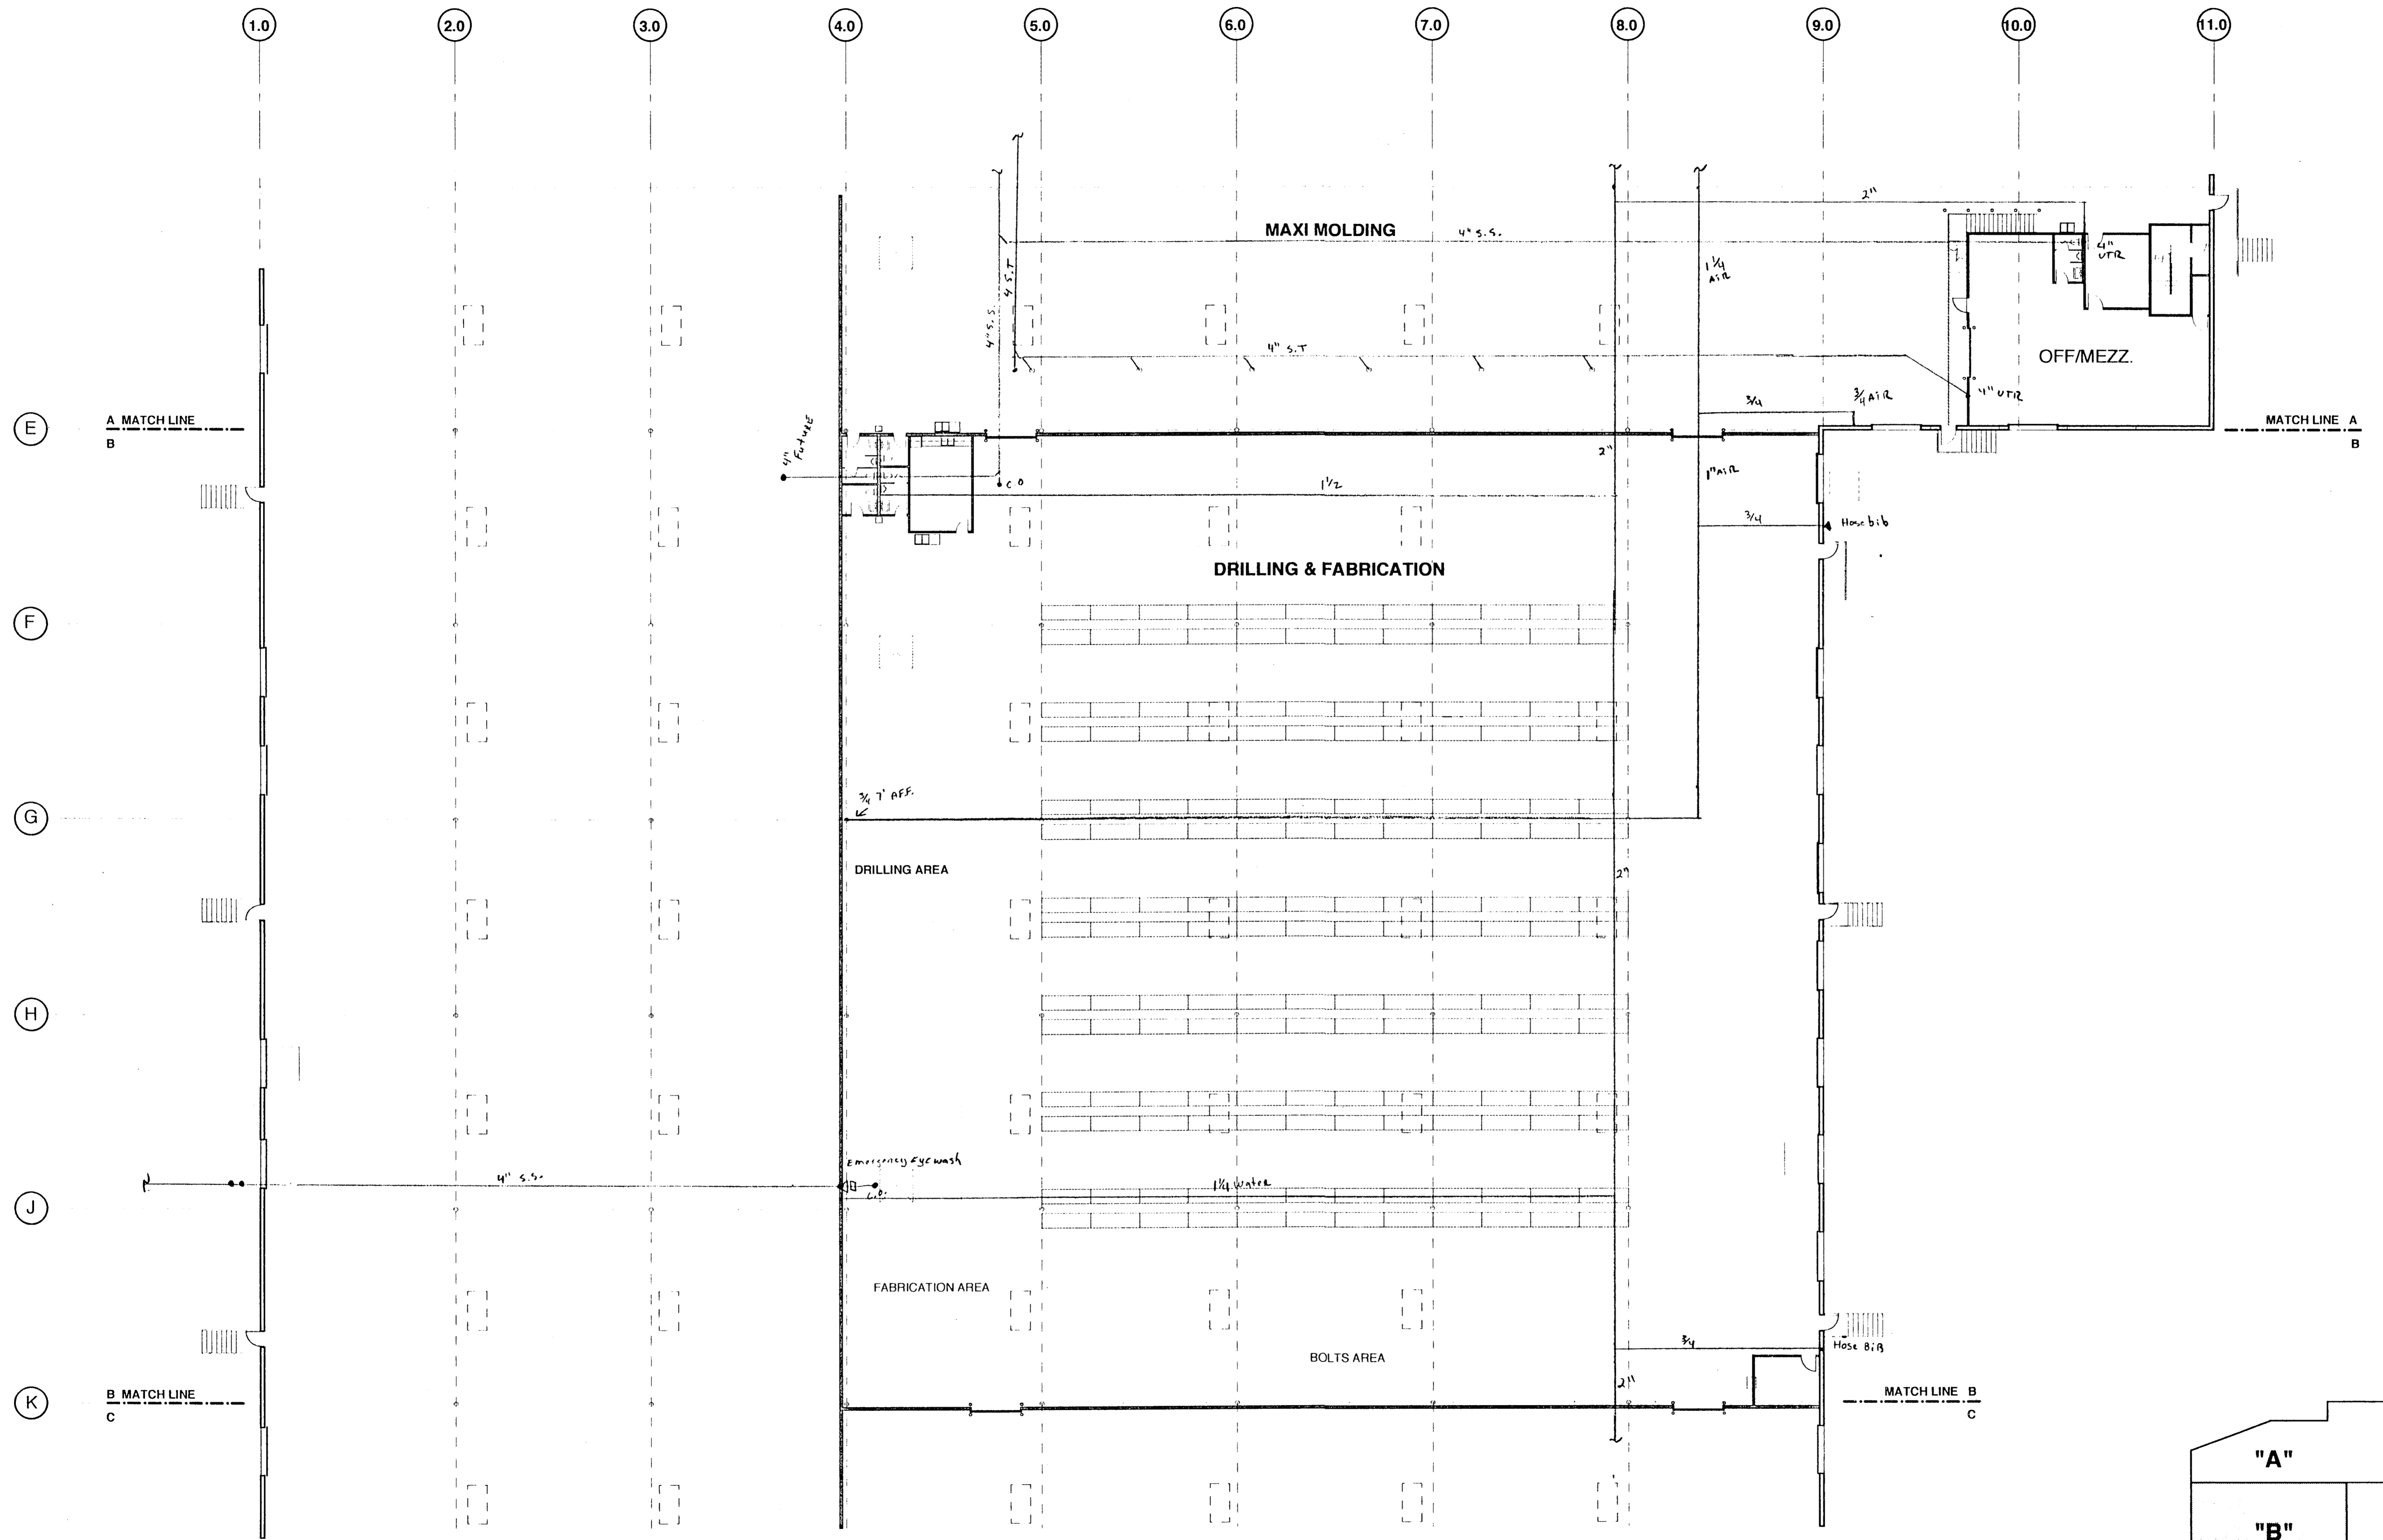 1.0 2.0 3.0 4.0 5.0 6.0 7.0 8.0 9.0 10.0 11.0
2"
MAXI MOLDING
4" S.S.
4" UTR
4 S.T
1 1/4 AiR
4" S.S.
4" S.T
OFF/MEZZ.
3/4
3/4 AiR
4" UTR
E
A MATCH LINE
B
MATCH LINE A
B
4" FuturE
2"
1" AiR
C O
1 1/2
3/4
Hose bib
DRILLING & FABRICATION
F
3/4 7' AFF.
G
DRILLING AREA
2"
H
Emergency EyEwash
4" S.S.
C.O.
1 1/4 Water
J
FABRICATION AREA
3/4
Hose BiB
BOLTS AREA
2"
K
B MATCH LINE
C
MATCH LINE B
C
"A"
"B"